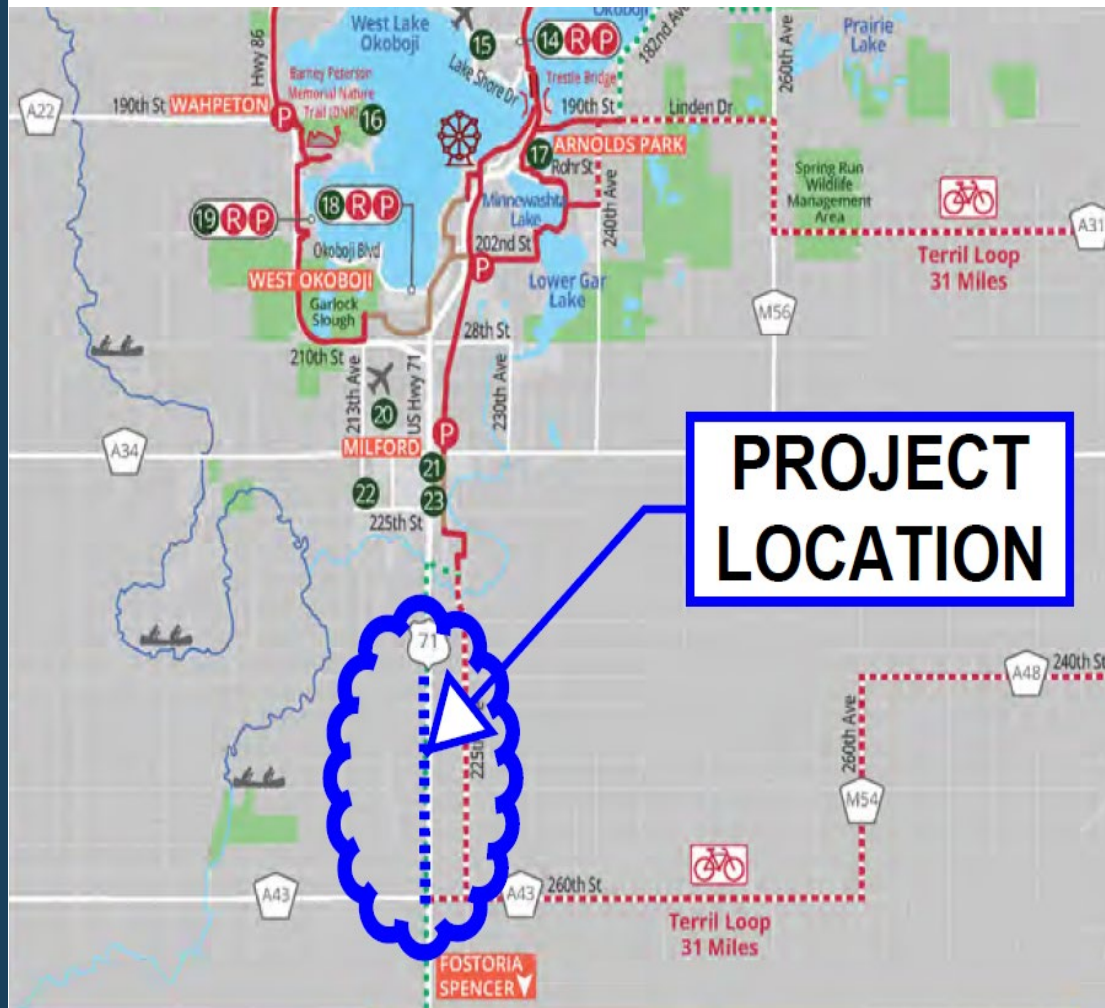 Okoboji
West Lake
Okoboji
15
14 R P
Hwy 86
Lake Shore Dr
Trestle Bridge
182nd Ave
260th Ave
Prairie
Lake
A22
190th St
WAHPETON
P
Barney Peterson
Memorial Nature
Trail (DNR)
16
190th St
Linden Dr
17
ARNOLDS PARK
Rohr St
Spring Run
Wildlife
Management
Area
19 R P
18 R P
Minnewashta
Lake
240th Ave
A31
Terril Loop
31 Miles
Okoboji Blvd
202nd St
P
WEST OKOBOJI
Lower Gar
Lake
Garlock
Slough
M56
28th St
210th St
213th Ave
US Hwy 71
230th Ave
20
P
A34
MILFORD
21
22
23
225th St
PROJECT
LOCATION
71
A48
240th St
260th Ave
M54
A43
A43
260th St
Terril Loop
31 Miles
FOSTORIA
SPENCER